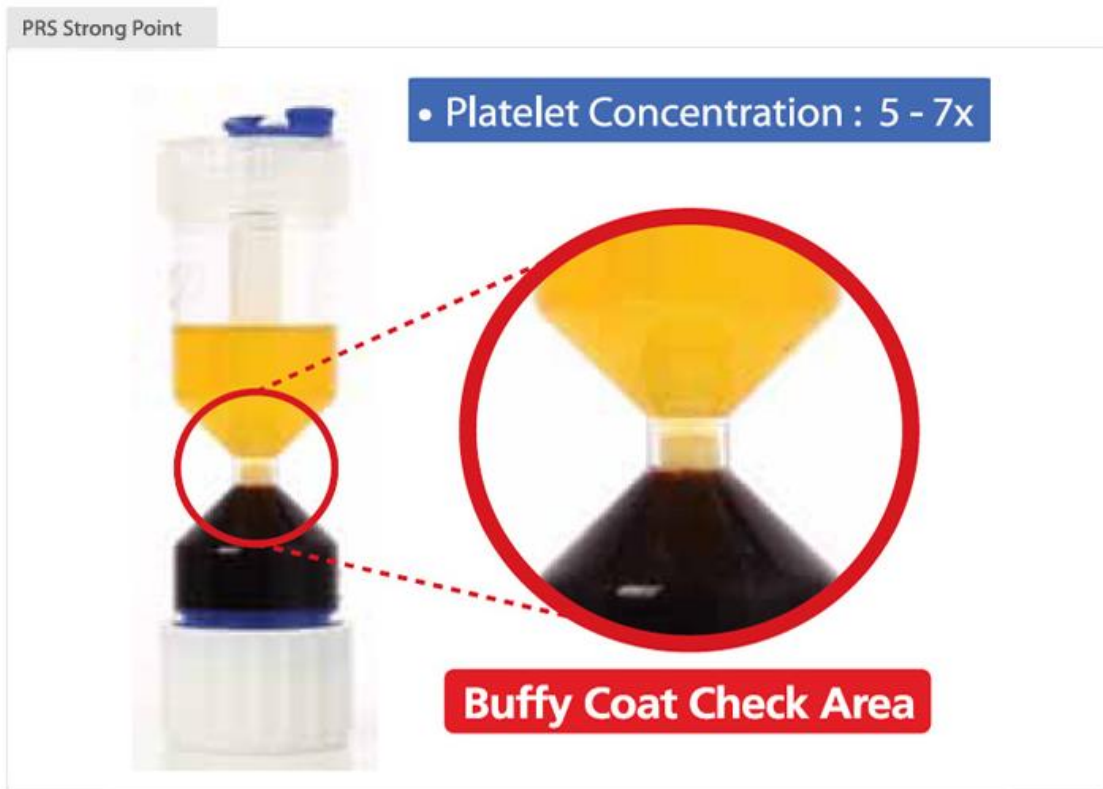 PRS Strong Point
• Platelet Concentration : 5 - 7x
Buffy Coat Check Area